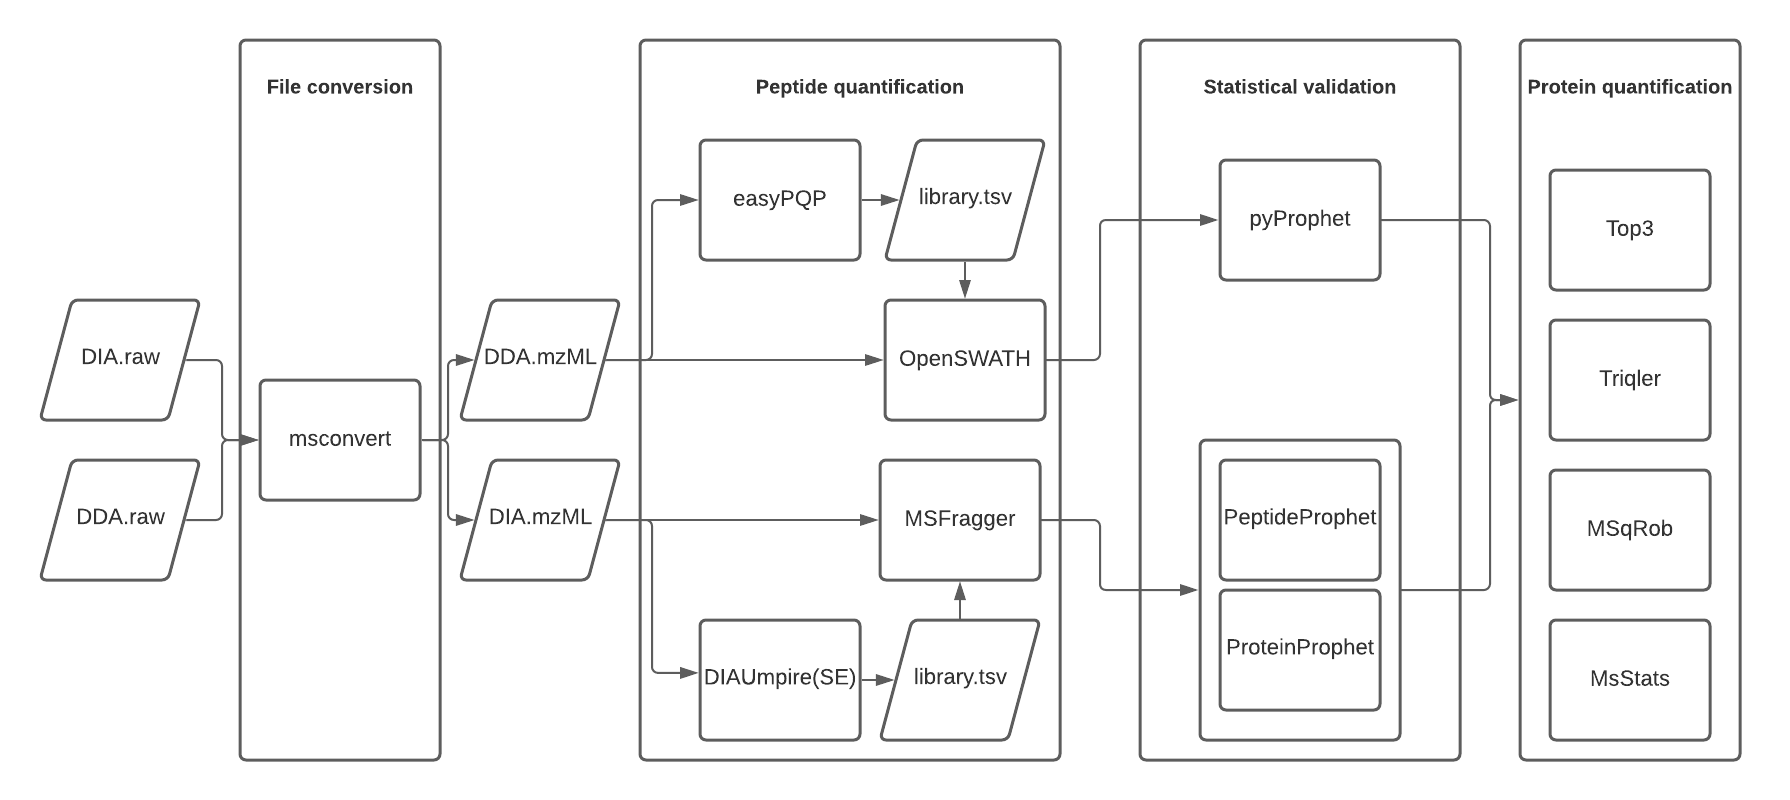 File conversion
Peptide quantification
Statistical validation
Protein quantification
easyPQP
library.tsv
pyProphet
Top3
DIA.raw
DDA.mzML
OpenSWATH
Triqler
msconvert
DDA.raw
DIA.mzML
MSFragger
PeptideProphet
MSqRob
DIAUmpire(SE)
library.tsv
ProteinProphet
MsStats